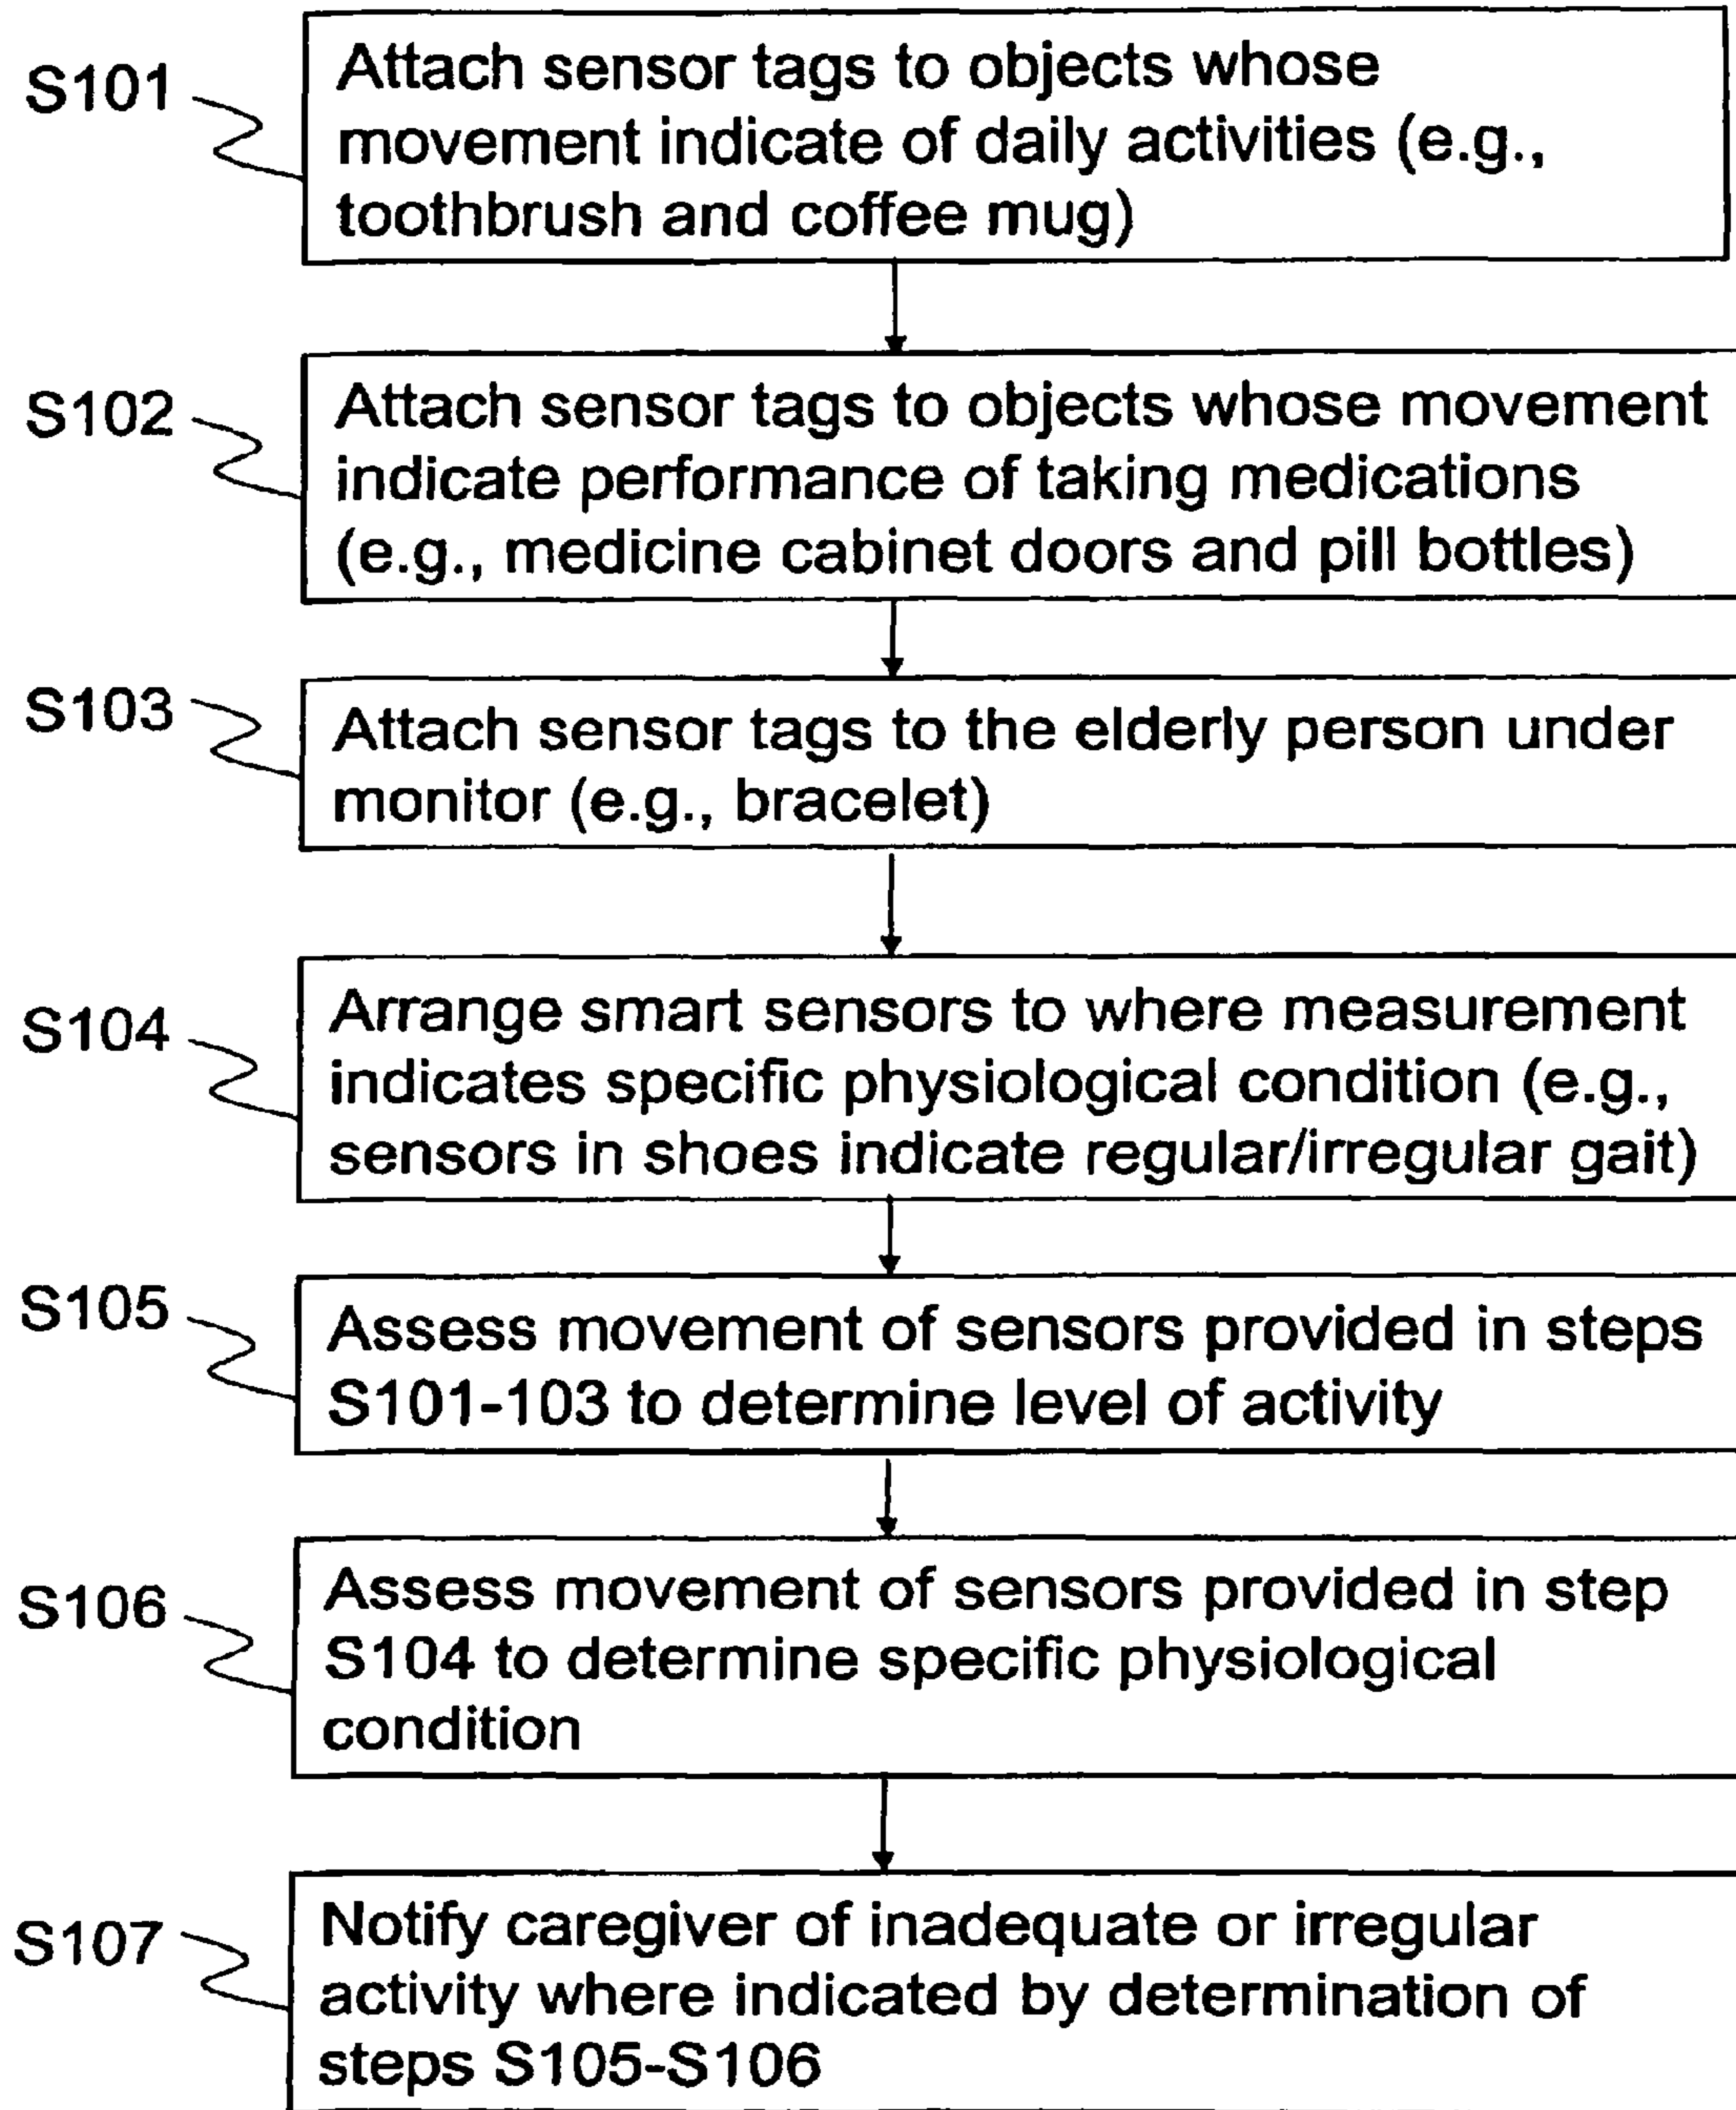 S101
Attach sensor tags to objects whose
movement indicate of daily activities (e.g.,
toothbrush and coffee mug)
S102
Attach sensor tags to objects whose movement
indicate performance of taking medications
(e.g., medicine cabinet doors and pill bottles)
S103
Attach sensor tags to the elderly person under
monitor (e.g., bracelet)
S104
Arrange smart sensors to where measurement
indicates specific physiological condition (e.g.,
sensors in shoes indicate regular/irregular gait)
S105
Assess movement of sensors provided in steps
S101-103 to determine level of activity
S106
Assess movement of sensors provided in step
S104 to determine specific physiological
condition
S107
Notify caregiver of inadequate or irregular
activity where indicated by determination of
steps S105-S106